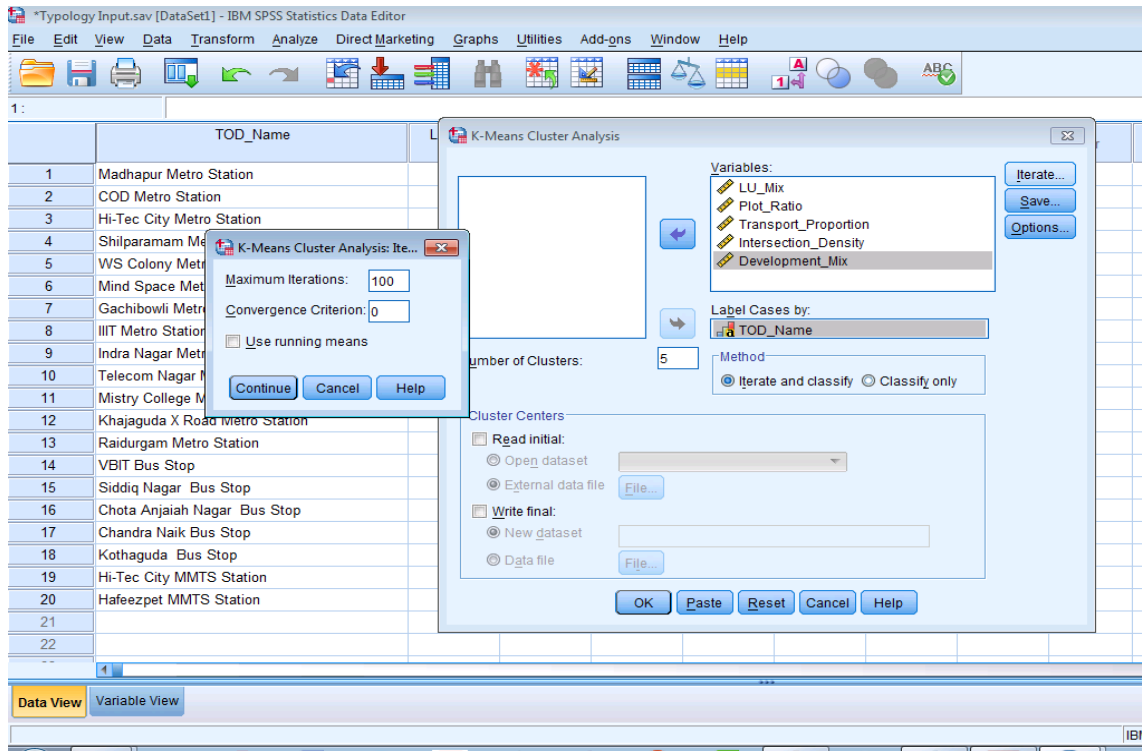 *Typology Input.sav [DataSet1] - IBM SPSS Statistics Data Editor
File Edit View Data Transform Analyze Direct Marketing Graphs Utilities Add-ons Window Help
1 :
TOD_Name
1 Madhapur Metro Station
2 COD Metro Station
3 Hi-Tec City Metro Station
4 Shilparamam Me
5 WS Colony Metr
6 Mind Space Met
7 Gachibowli Metr
8 IIIT Metro Station
9 Indra Nagar Metr
10 Telecom Nagar M
11 Mistry College M
12 Khajaguda X Road Metro Station
13 Raidurgam Metro Station
14 VBIT Bus Stop
15 Siddiq Nagar Bus Stop
16 Chota Anjaiah Nagar Bus Stop
17 Chandra Naik Bus Stop
18 Kothaguda Bus Stop
19 Hi-Tec City MMTS Station
20 Hafeezpet MMTS Station
21
22
Data View Variable View
K-Means Cluster Analysis
Variables:
LU_Mix
Plot_Ratio
Transport_Proportion
Intersection_Density
Development_Mix
Iterate...
Save...
Options...
Label Cases by:
TOD_Name
umber of Clusters: 5
Method
Iterate and classify Classify only
Cluster Centers
Read initial:
Open dataset
External data file File...
Write final:
New dataset
Data file File...
OK Paste Reset Cancel Help
K-Means Cluster Analysis: Ite...
Maximum Iterations: 100
Convergence Criterion: 0
Use running means
Continue Cancel Help